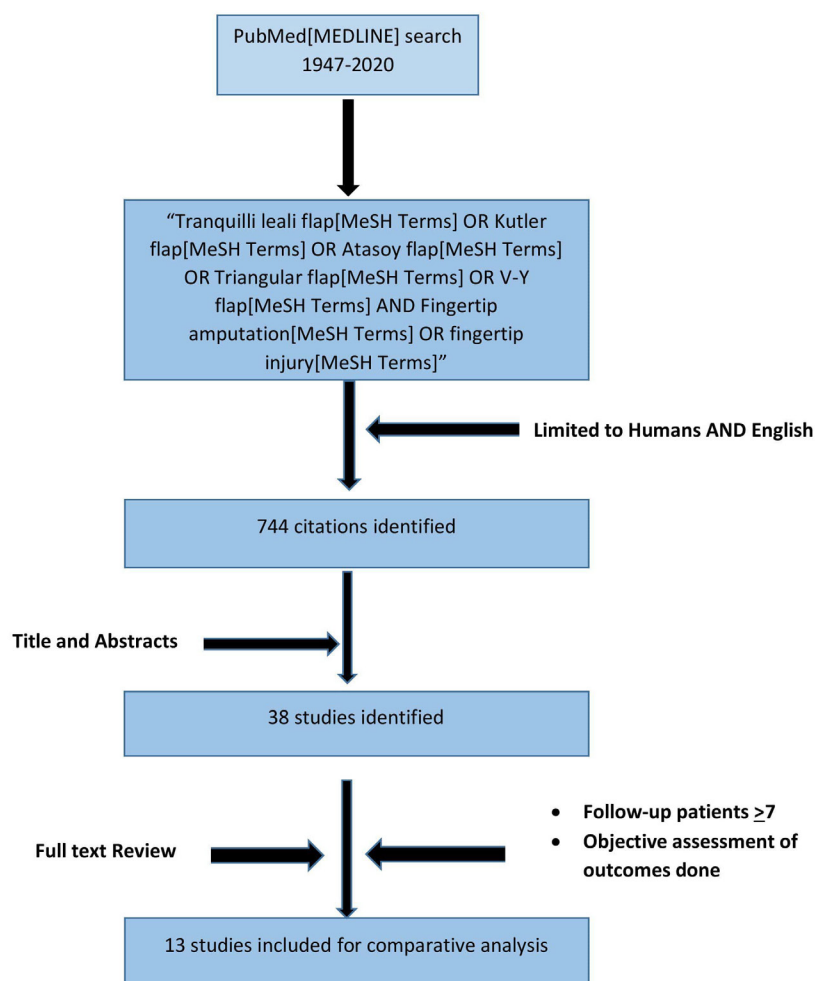 PubMed[MEDLINE] search
1947-2020
“Tranquilli leali flap[MeSH Terms] OR Kutler
flap[MeSH Terms] OR Atasoy flap[MeSH Terms]
OR Triangular flap[MeSH Terms] OR V-Y
flap[MeSH Terms] AND Fingertip
amputation[MeSH Terms] OR fingertip
injury[MeSH Terms]”
Limited to Humans AND English
744 citations identified
Title and Abstracts
38 studies identified
• Follow-up patients ≥7
• Objective assessment of
outcomes done
Full text Review
13 studies included for comparative analysis